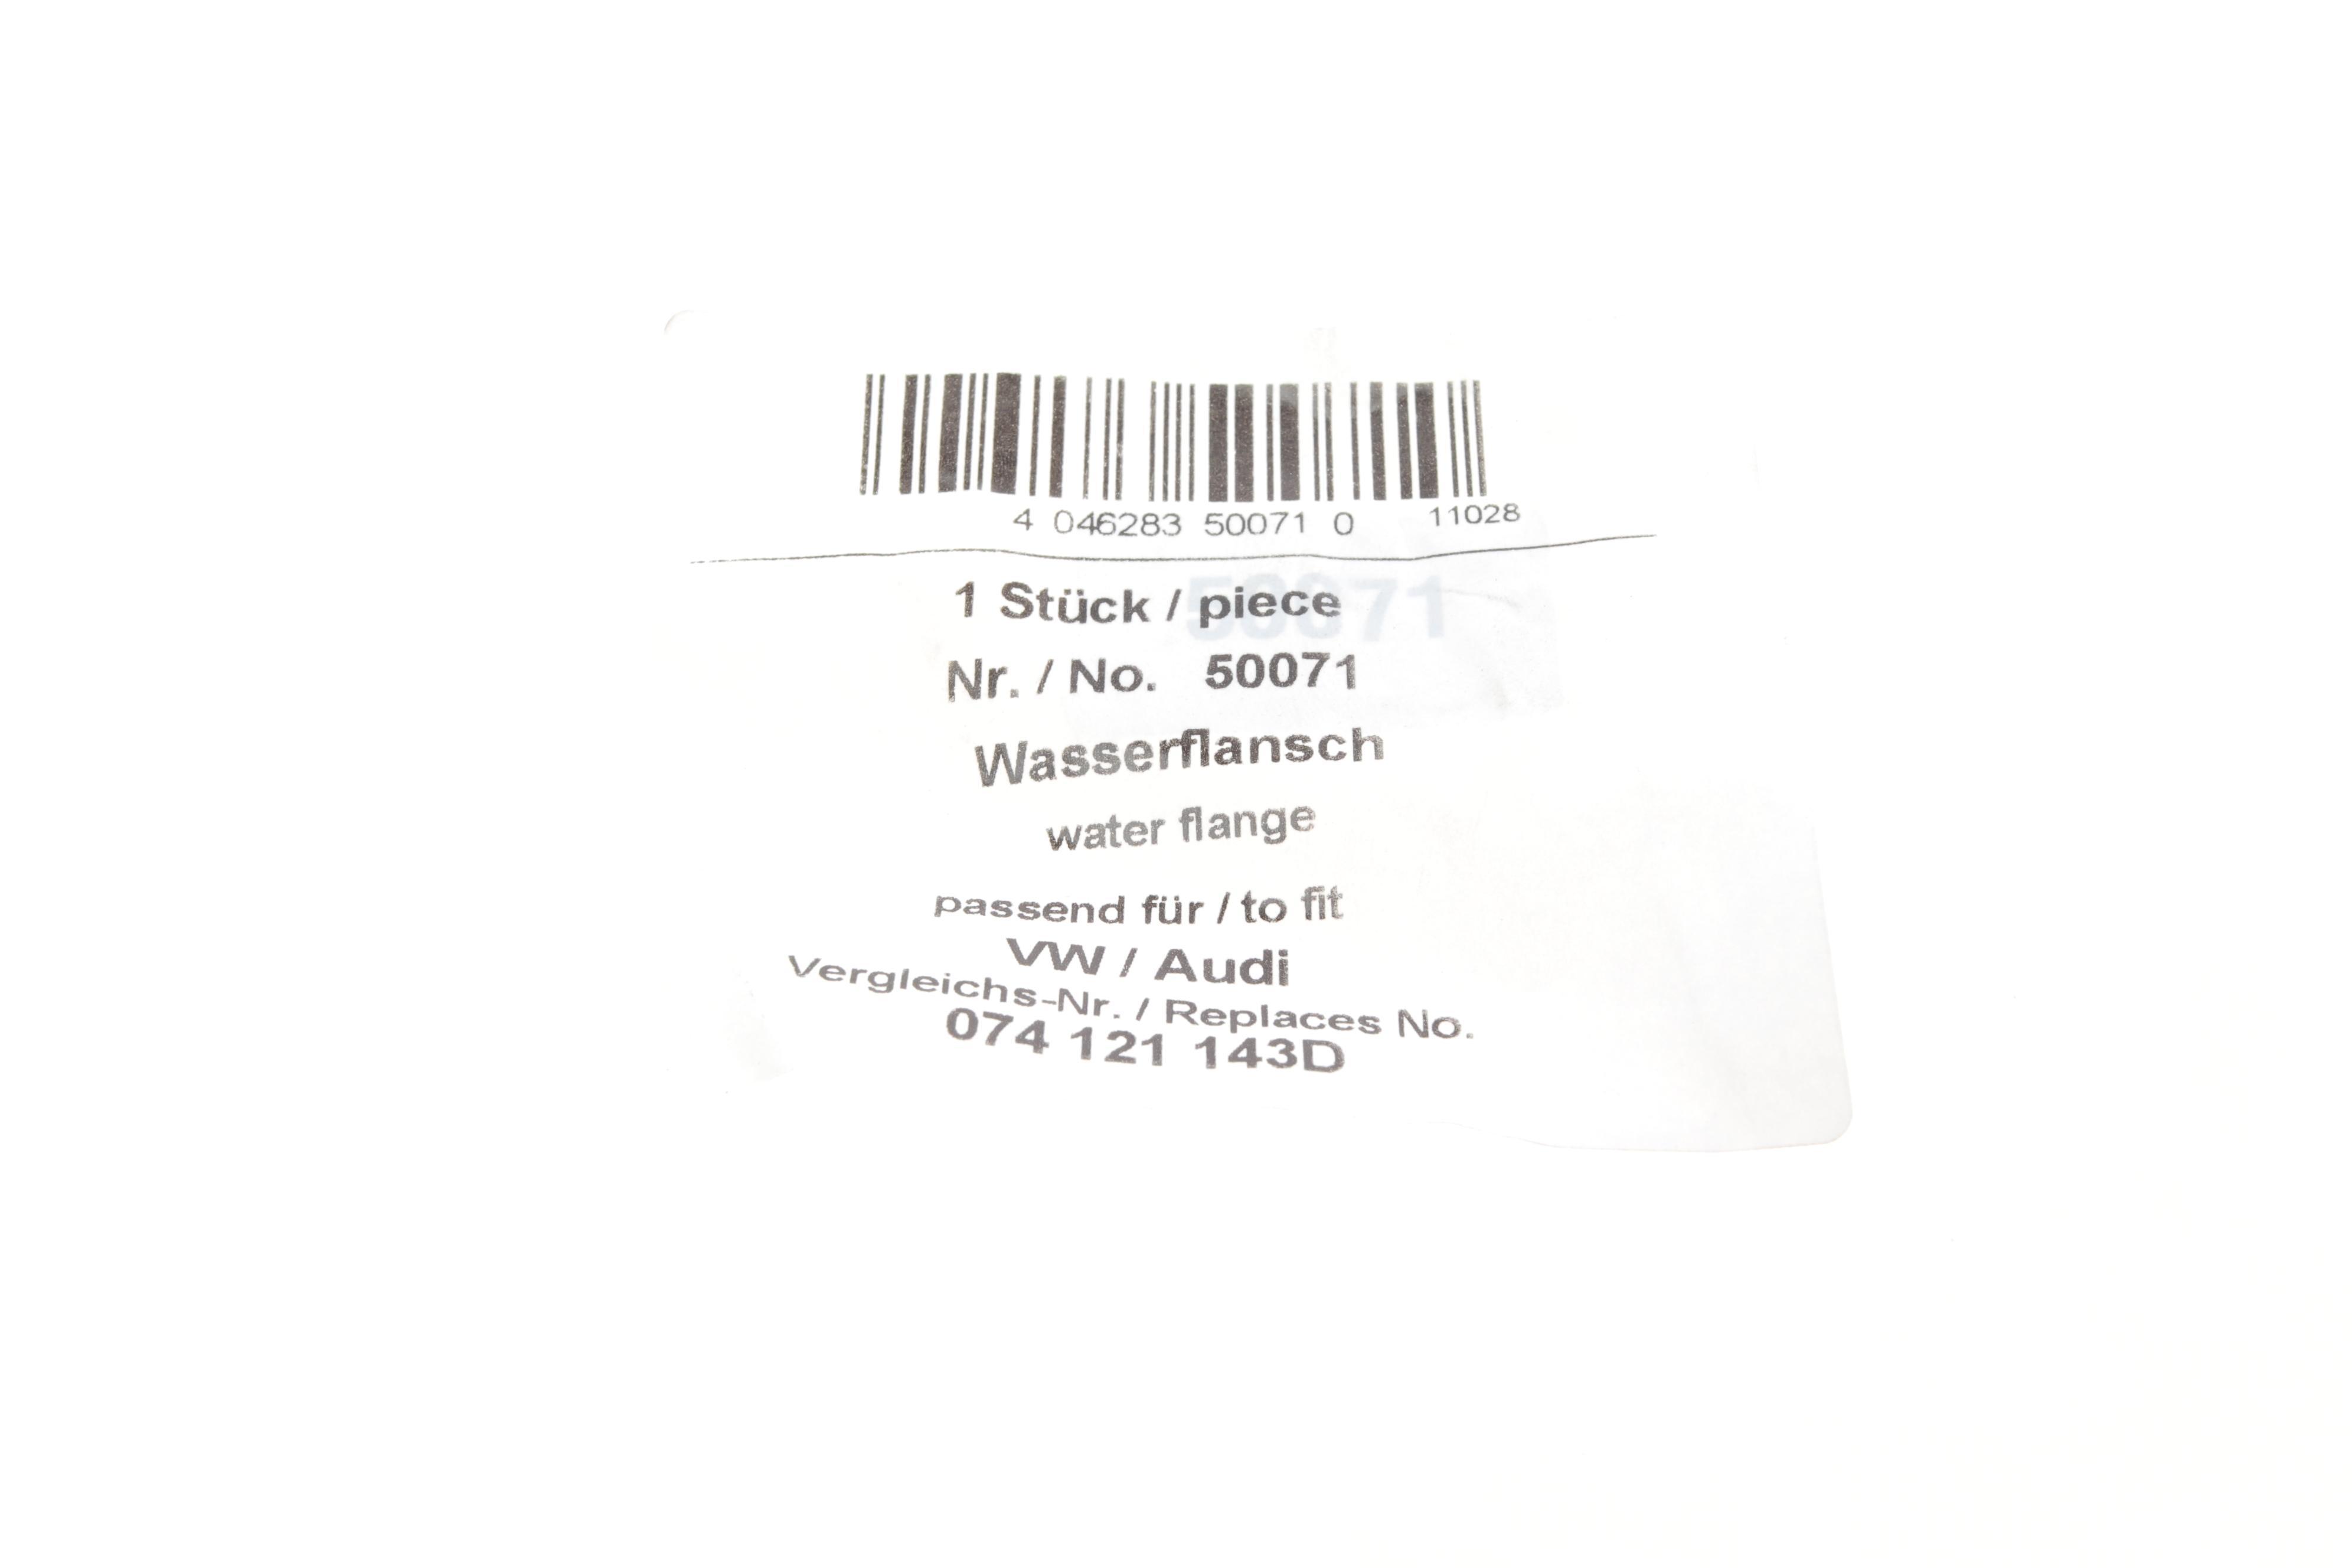 4 046283 50071 0 11028
1 Stück / piece
50071
Nr. / No. 50071
Wasserflansch
water flange
passend für / to fit
VW / Audi
Vergleichs-Nr. / Replaces No.
074 121 143D